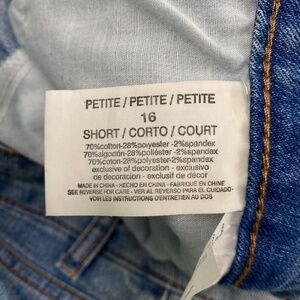 PETITE / PETITE / PETITE
16
SHORT / CORTO / COURT
70%cotton-28%polyester-2%spandex
70%algodón-28%poliéster-2%spandex
70%cotton-28%polyester-2%spandex
exclusive of decoration
exclusivo de decoración
exclusif de décor
MADE IN CHINA - HECHO EN CHINA - FABRIQUÉ EN CHINE
SEE REVERSE FOR CARE - VER AL REVERSO PARA EL CUIDADO-
VOIR LES INSTRUCTIONS D'ENTRETIEN AU DOS